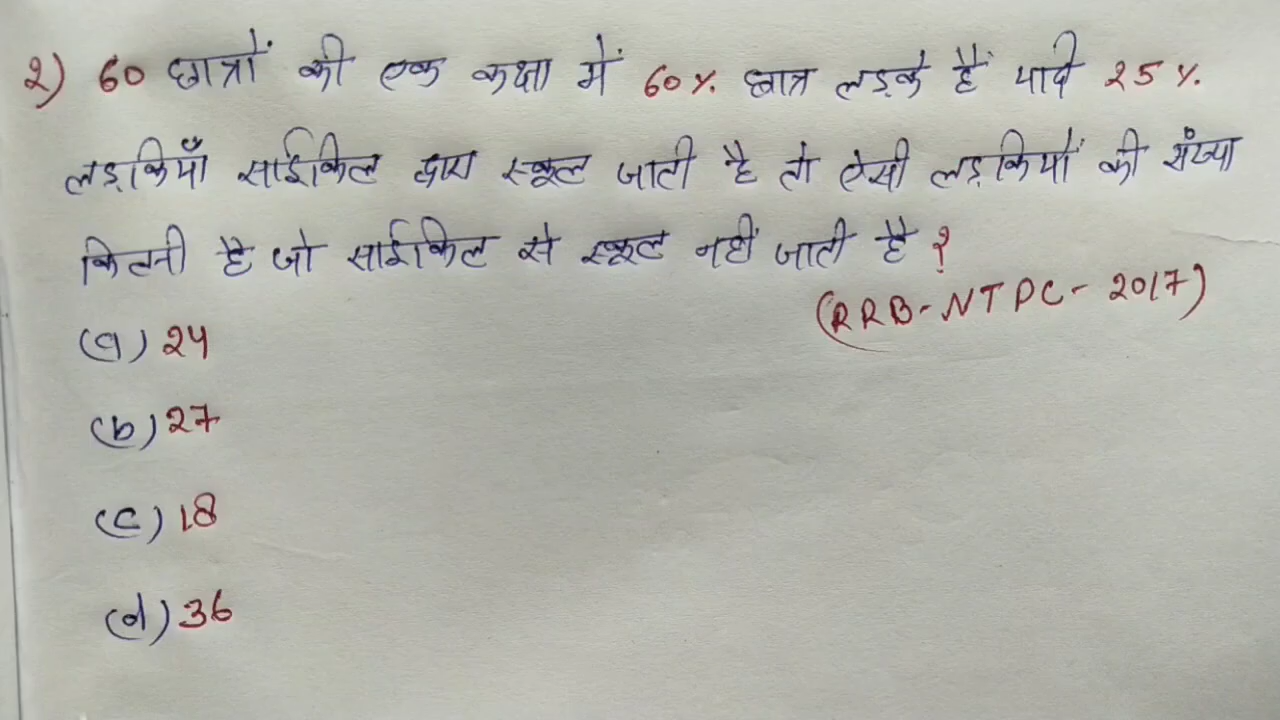 2) 60 छात्रों की एक कक्षा में 60%. छात्र लड़के हैं यदि 25%.
लड़कियाँ साईकिल द्वारा स्कूल जाती है तो ऐसी लड़कियों की संख्या
कितनी है जो साईकिल से स्कूल नहीं जाती है ?
(RRB-NTPC-2017)
(a) 24
(b) 27
(c) 18
(d) 36